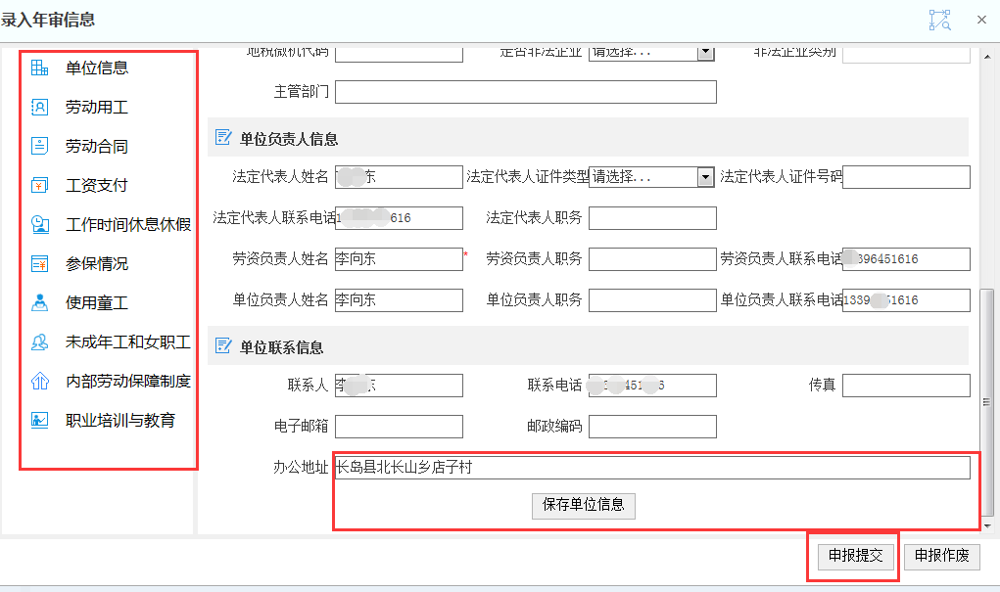 录入年审信息
单位信息
劳动用工
劳动合同
工资支付
工作时间休息休假
参保情况
使用童工
未成年工和女职工
内部劳动保障制度
职业培训与教育
地税微机代码 是否非法企业 请选择... 非法企业类别
主管部门
单位负责人信息
法定代表人姓名 东 法定代表人证件类型 请选择... 法定代表人证件号码
法定代表人联系电话 1 616 法定代表人职务
劳资负责人姓名 李向东 * 劳资负责人职务 劳资负责人联系电话 396451616
单位负责人姓名 李向东 单位负责人职务 单位负责人联系电话 1339 51616
单位联系信息
联系人 李 东 联系电话 451 6 传真
电子邮箱 邮政编码
办公地址 长岛县北长山乡店子村
保存单位信息
申报提交 申报作废